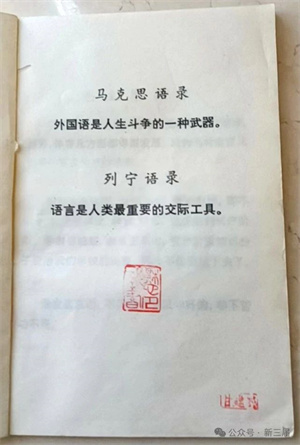 马克思语录
外国语是人生斗争的一种武器。
列宁语录
语言是人类最重要的交际工具。
公众号·新三届